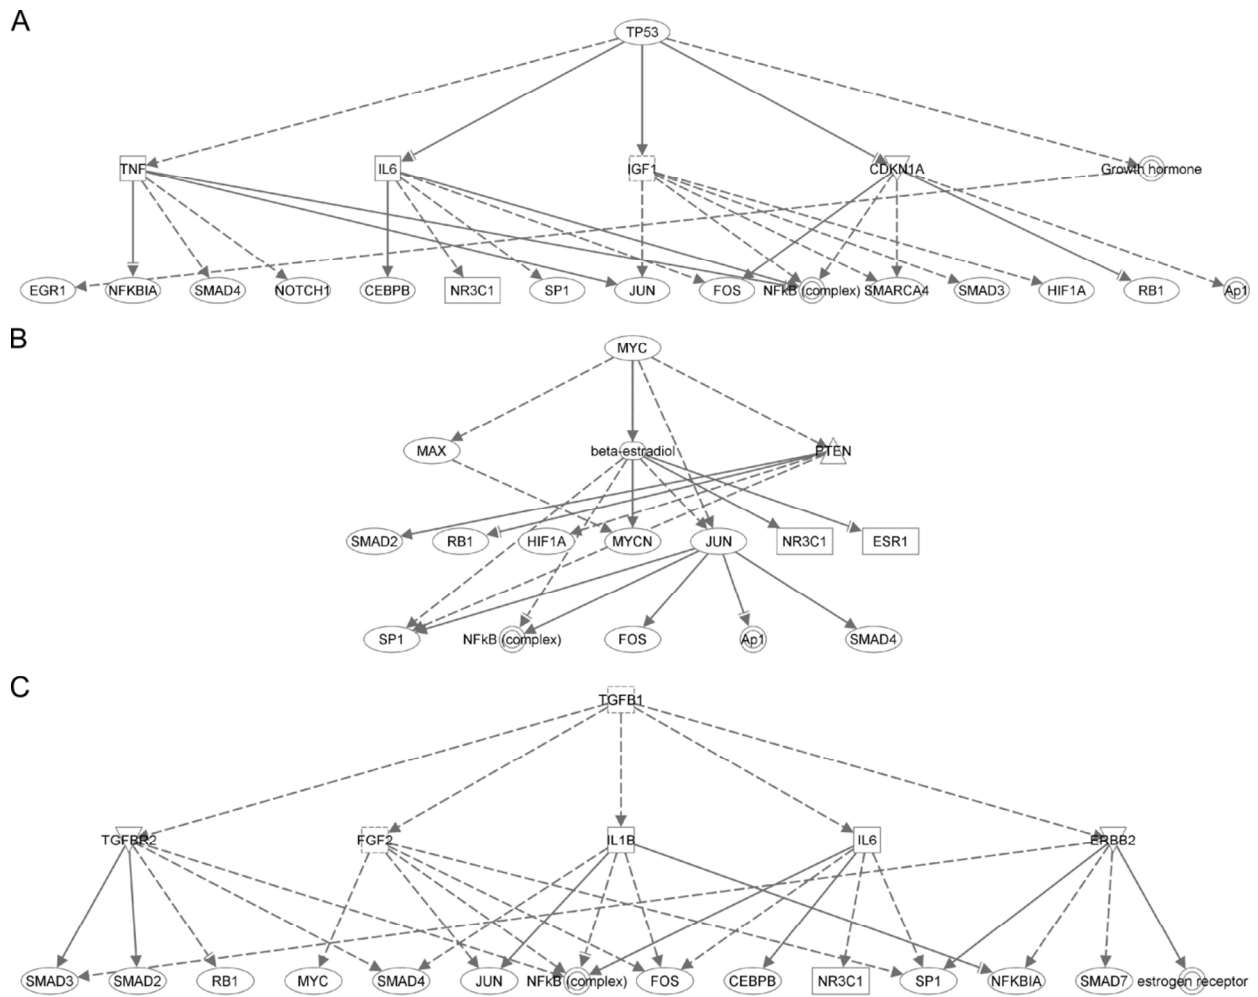 A
TP53
TNF IL6 IGF1 CDKN1A Growth hormone
EGR1 NFKBIA SMAD4 NOTCH1 CEBPB NR3C1 SP1 JUN FOS NFkB (complex) SMARCA4 SMAD3 HIF1A RB1 Ap1
B
MYC
MAX beta-estradiol PTEN
SMAD2 RB1 HIF1A MYCN JUN NR3C1 ESR1
SP1 NFkB (complex) FOS Ap1 SMAD4
C
TGFB1
TGFBR2 FGF2 IL1B IL6 ERBB2
SMAD3 SMAD2 RB1 MYC SMAD4 JUN NFkB (complex) FOS CEBPB NR3C1 SP1 NFKBIA SMAD7 estrogen receptor